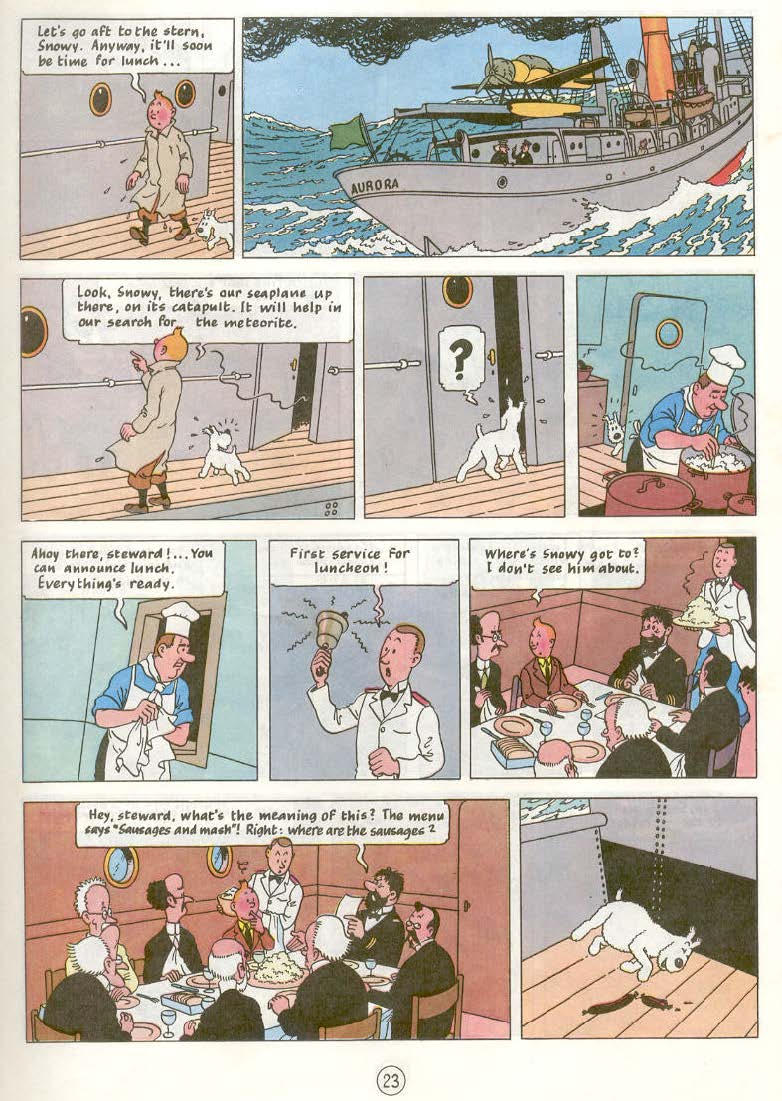 Let's go aft to the stern,
Snowy. Anyway, it'll soon
be time for lunch...
AURORA
Look, Snowy, there's our seaplane up
there, on its catapult. It will help in
our search for the meteorite.
?
Ahoy there, steward!...You
can announce lunch.
Everything's ready.
First service for
luncheon!
Where's Snowy got to?
I don't see him about.
Hey, steward, what's the meaning of this? The menu
says "Sausages and mash"! Right: where are the sausages?
23